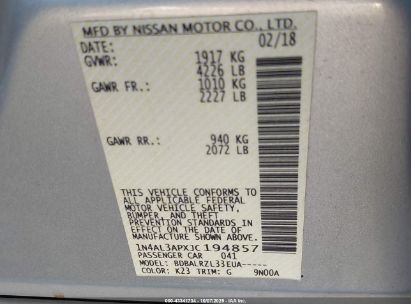 MFD BY NISSAN MOTOR CO., LTD.
DATE: 02/18
GVWR: 1917 KG
4226 LB
GAWR FR.: 1010 KG
2227 LB
GAWR RR.: 940 KG
2072 LB
THIS VEHICLE CONFORMS TO
ALL APPLICABLE FEDERAL
MOTOR VEHICLE SAFETY,
BUMPER, AND THEFT
PREVENTION STANDARDS
IN EFFECT ON THE DATE OF
MANUFACTURE SHOWN ABOVE.
1N4AL3APXJC194857
PASSENGER CAR 041
MODEL: BDBALRZL33EUA-----
COLOR: K23 TRIM: G 9N00A